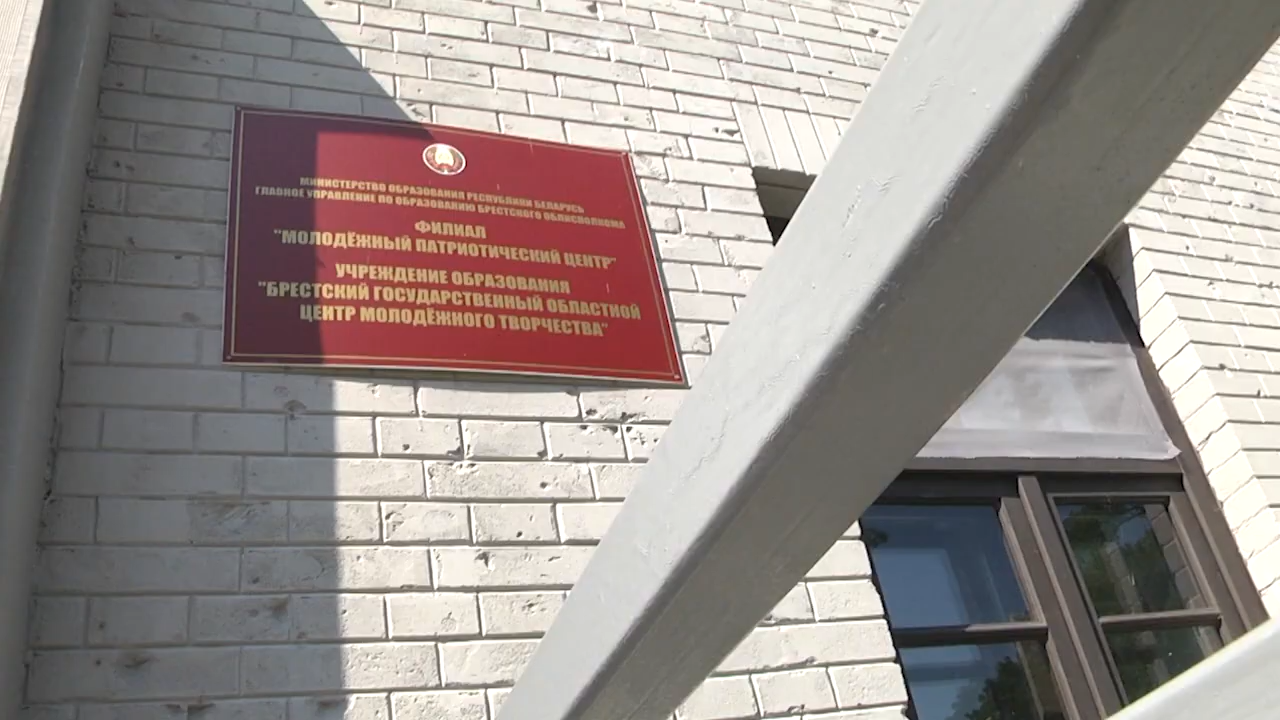 МИНИСТЕРСТВО ОБРАЗОВАНИЯ РЕСПУБЛИКИ БЕЛАРУСЬ
ГЛАВНОЕ УПРАВЛЕНИЕ ПО ОБРАЗОВАНИЮ БРЕСТСКОГО ОБЛИСПОЛКОМА
ФИЛИАЛ
"МОЛОДЁЖНЫЙ ПАТРИОТИЧЕСКИЙ ЦЕНТР"
УЧРЕЖДЕНИЕ ОБРАЗОВАНИЯ
"БРЕСТСКИЙ ГОСУДАРСТВЕННЫЙ ОБЛАСТНОЙ
ЦЕНТР МОЛОДЁЖНОГО ТВОРЧЕСТВА"